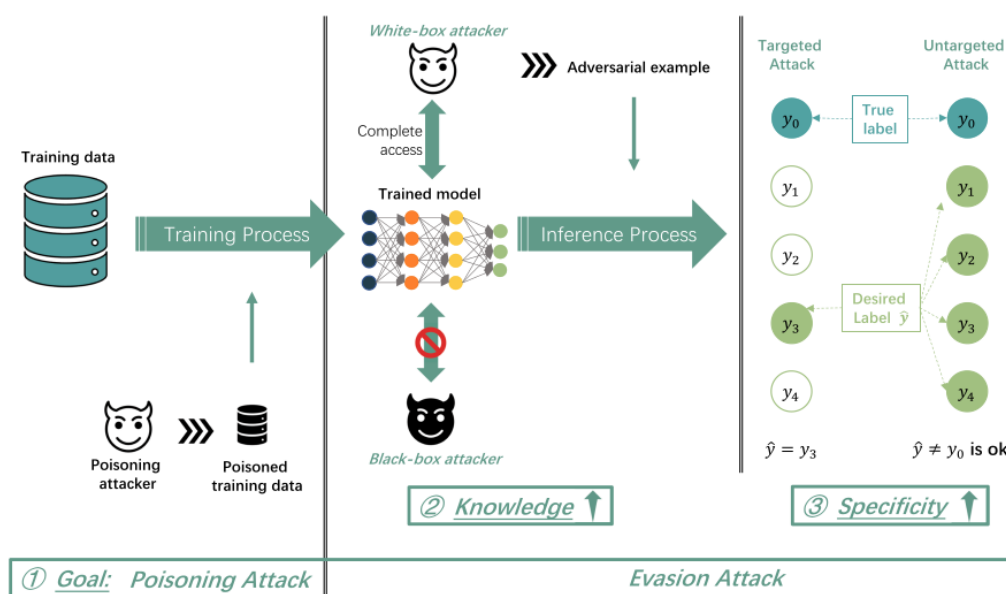 White-box attacker
Adversarial example
Complete
access
Training data
Trained model
Training Process
Inference Process
Poisoning
attacker
Poisoned
training data
Black-box attacker
② Knowledge
Targeted
Attack
Untargeted
Attack
y₀
True
label
y₀
y₁
y₁
y₂
y₂
Desired
Label ŷ
y₃
y₃
y₄
y₄
ŷ = y₃
ŷ ≠ y₀ is ok
③ Specificity
① Goal: Poisoning Attack
Evasion Attack